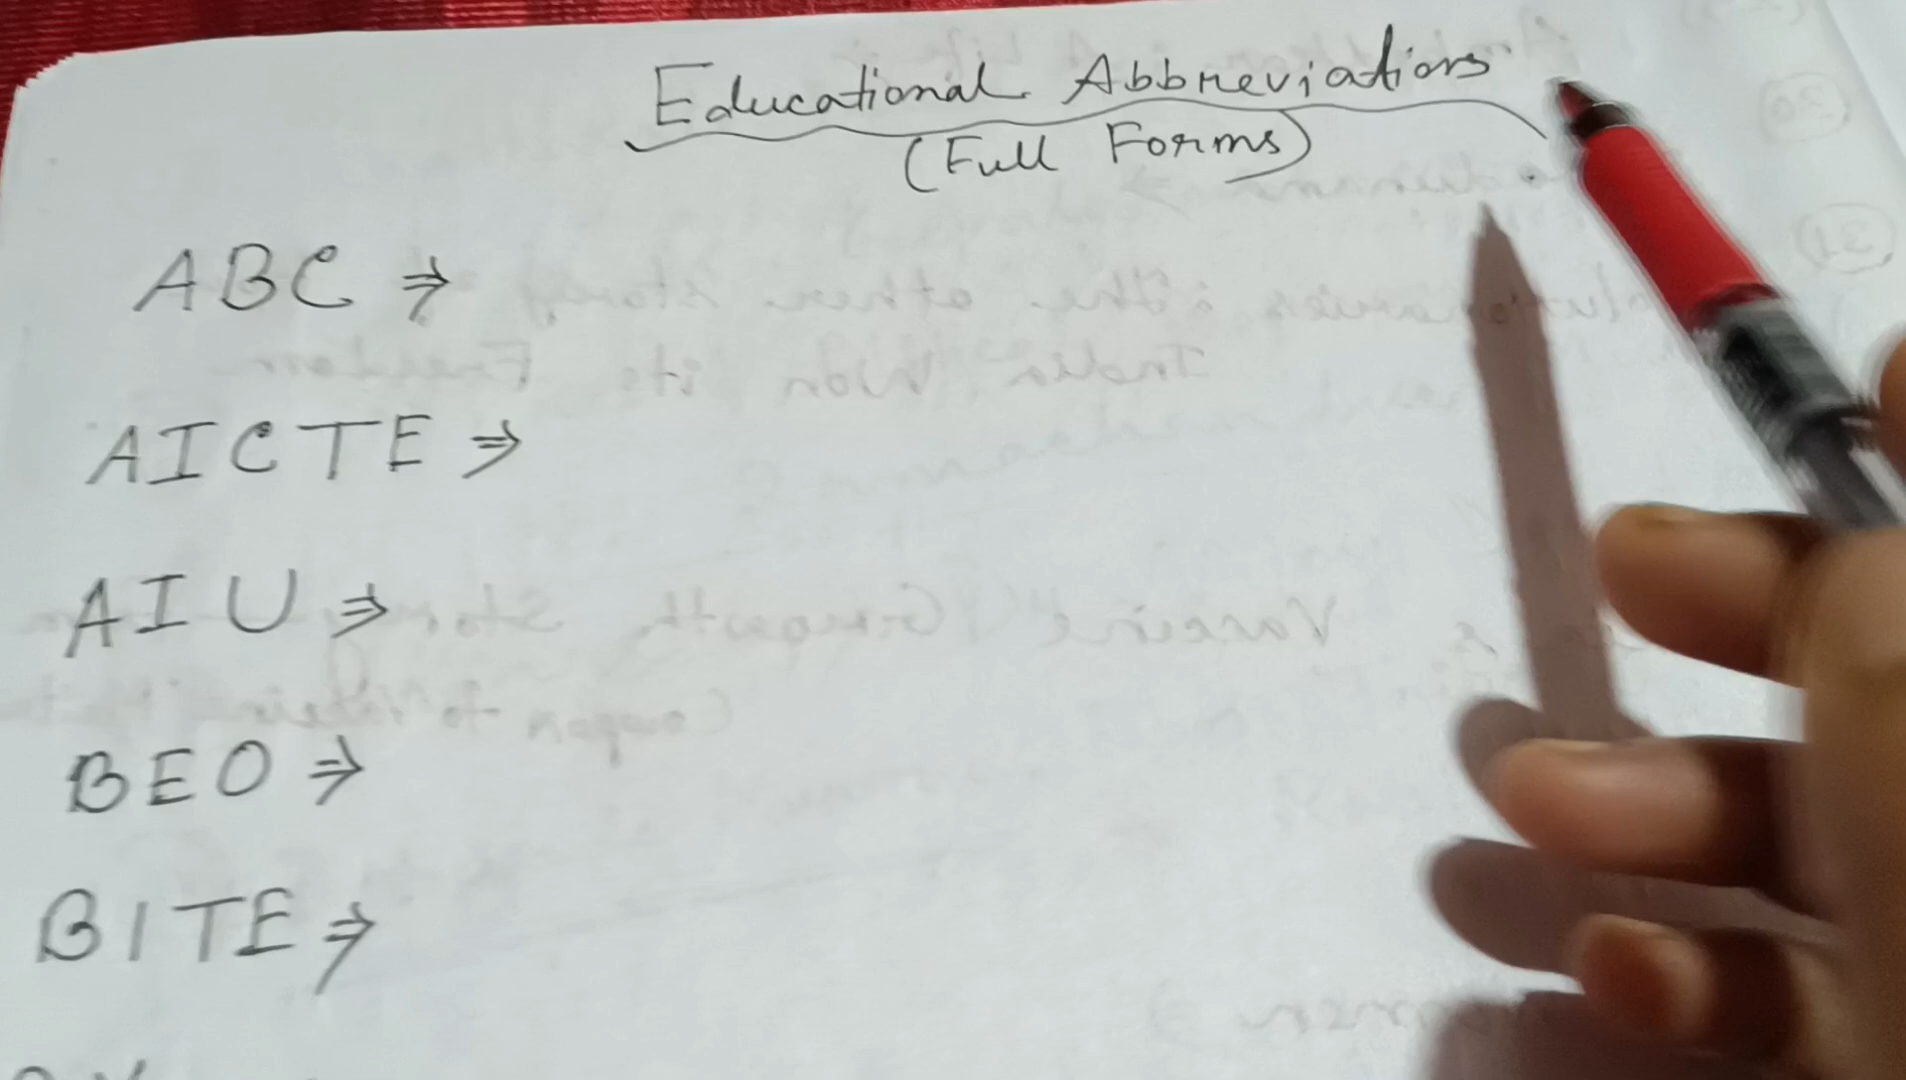 Educational Abbreviations
(Full Forms)
ABC ⇒
AICTE ⇒
AIU ⇒
BEO ⇒
BITE ⇒